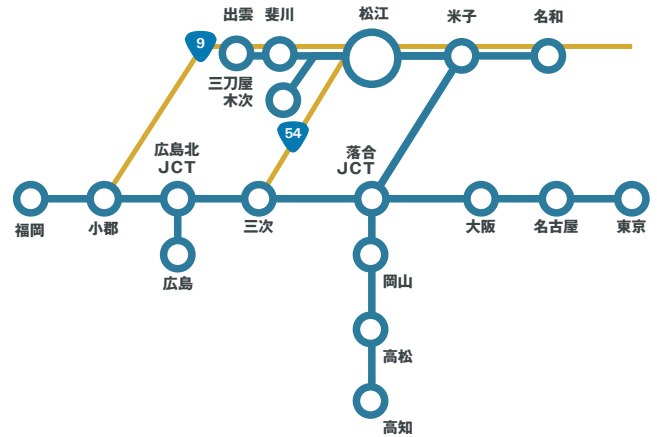 出雲
斐川
松江
米子
名和
9
三刀屋
木次
54
広島北
JCT
落合
JCT
福岡
小郡
三次
大阪
名古屋
東京
広島
岡山
高松
高知